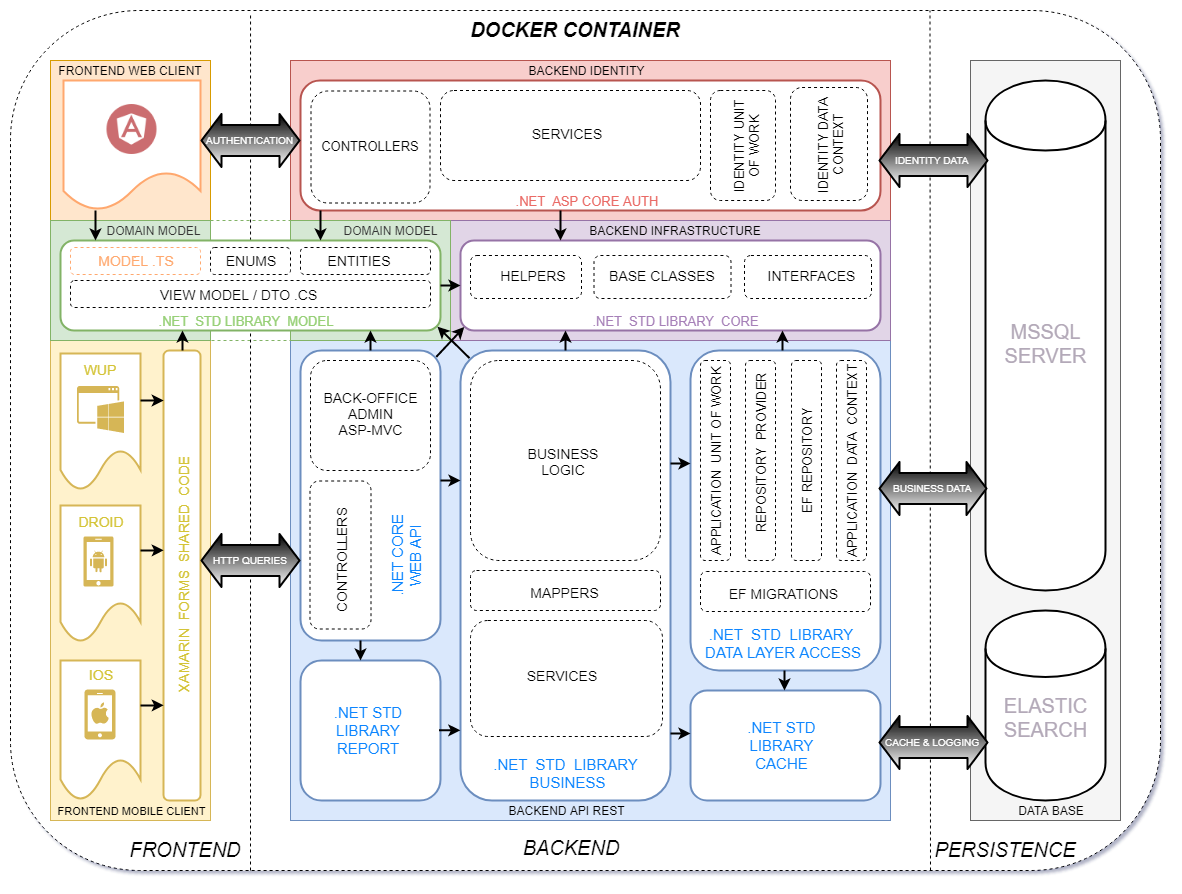 DOCKER CONTAINER
FRONTEND WEB CLIENT
A
AUTHENTICATION
BACKEND IDENTITY
CONTROLLERS
SERVICES
IDENTITY UNIT
OF WORK
IDENTITY DATA
CONTEXT
.NET ASP CORE AUTH
IDENTITY DATA
DOMAIN MODEL
DOMAIN MODEL
MODEL .TS
ENUMS
ENTITIES
VIEW MODEL / DTO .CS
.NET STD LIBRARY MODEL
BACKEND INFRASTRUCTURE
HELPERS
BASE CLASSES
INTERFACES
.NET STD LIBRARY CORE
WUP
DROID
IOS
XAMARIN FORMS SHARED CODE
FRONTEND MOBILE CLIENT
HTTP QUERIES
BACK-OFFICE
ADMIN
ASP-MVC
CONTROLLERS
.NET CORE
WEB API
.NET STD
LIBRARY
REPORT
BUSINESS
LOGIC
MAPPERS
SERVICES
.NET STD LIBRARY
BUSINESS
APPLICATION UNIT OF WORK
REPOSITORY PROVIDER
EF REPOSITORY
APPLICATION DATA CONTEXT
EF MIGRATIONS
.NET STD LIBRARY
DATA LAYER ACCESS
.NET STD
LIBRARY
CACHE
BACKEND API REST
BUSINESS DATA
CACHE & LOGGING
MSSQL
SERVER
ELASTIC
SEARCH
DATA BASE
FRONTEND
BACKEND
PERSISTENCE